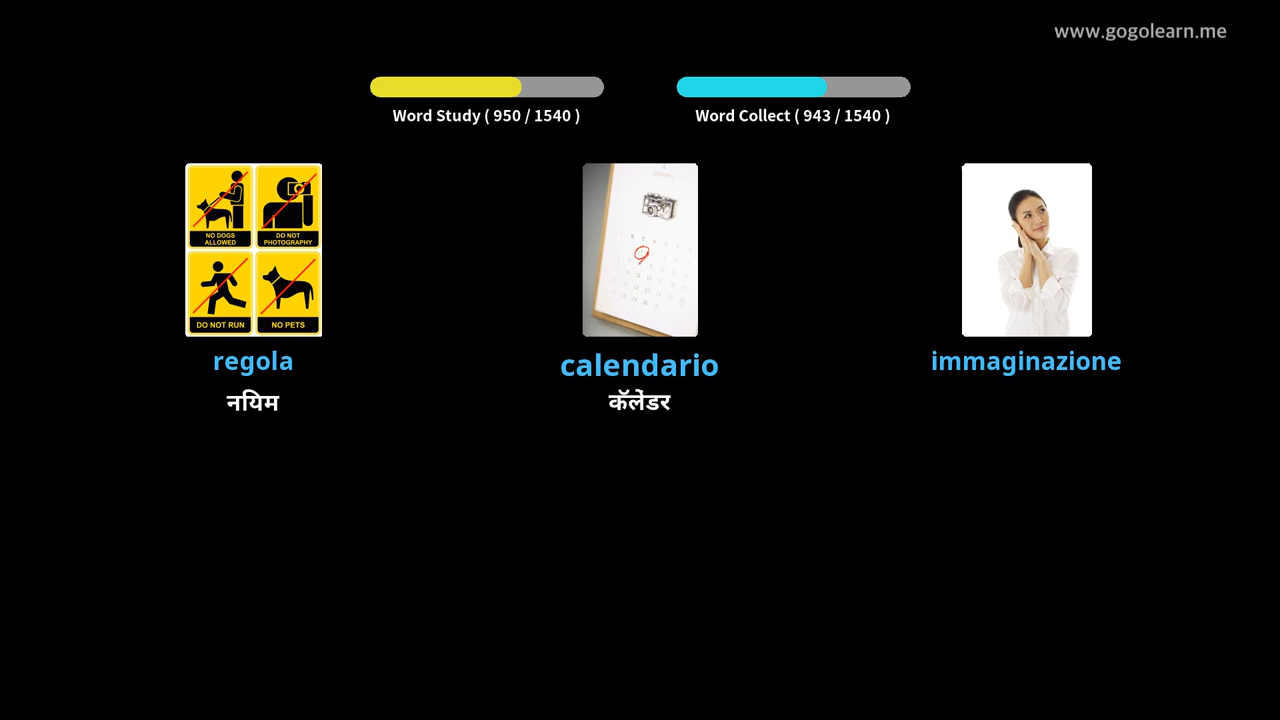 www.gogolearn.me
Word Study ( 950 / 1540 )
Word Collect ( 943 / 1540 )
NO DOGS
ALLOWED
DO NOT
PHOTOGRAPHY
DO NOT RUN
NO PETS
regola
calendario
immaginazione
नयिम
कॅलेंडर